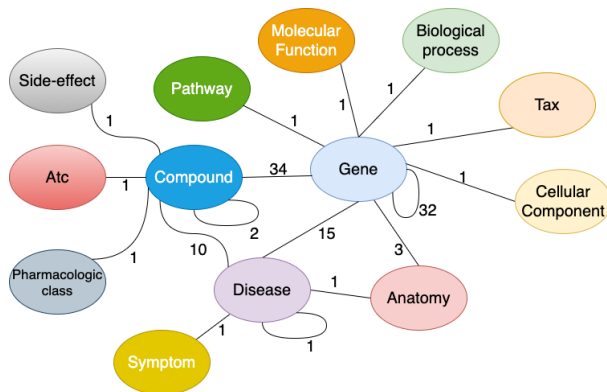 Molecular
Function
Biological
process
Side-effect
Pathway
Tax
1
1
1
1
1
1
Atc
1
Compound
34
Gene
1
Cellular
Component
32
2
15
10
3
1
Pharmacologic
class
Disease
1
Anatomy
1
1
Symptom